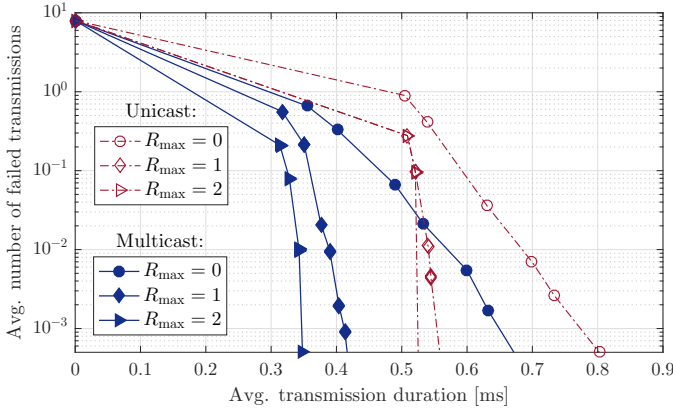 Avg. number of failed transmissions
10^1
10^0
10^-1
10^-2
10^-3
Unicast:
R_max = 0
R_max = 1
R_max = 2
Multicast:
R_max = 0
R_max = 1
R_max = 2
0 0.1 0.2 0.3 0.4 0.5 0.6 0.7 0.8 0.9
Avg. transmission duration [ms]